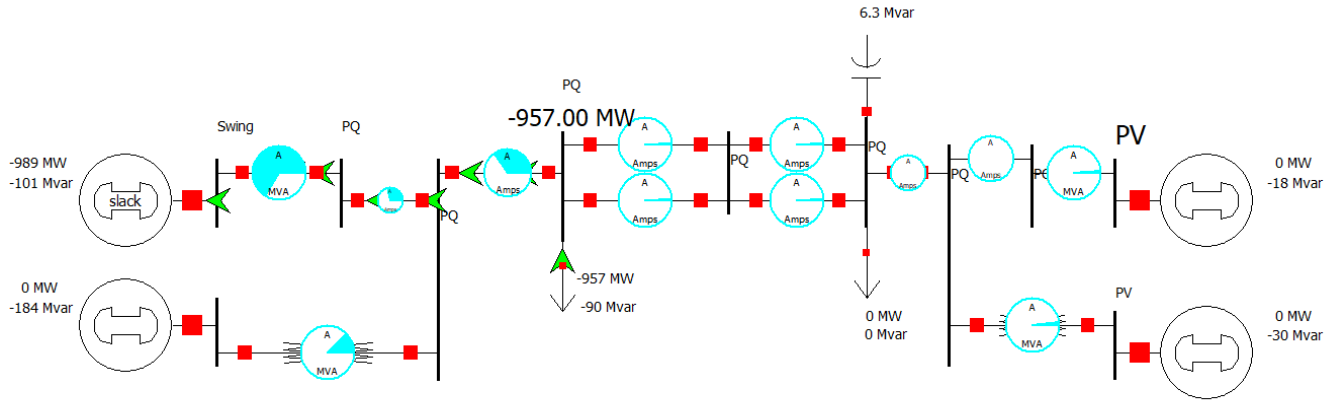 6.3 Mvar
PQ
-957.00 MW
Swing
PQ
PV
-989 MW
-101 Mvar
slack
A
MVA
A
A
Amps
A
Amps
A
Amps
PQ
PQ
A
Amps
A
A
MVA
0 MW
-18 Mvar
A
Amps
A
Amps
PQ
PQ
0 MW
-184 Mvar
A
MVA
-957 MW
-90 Mvar
0 MW
0 Mvar
PV
A
MVA
0 MW
-30 Mvar